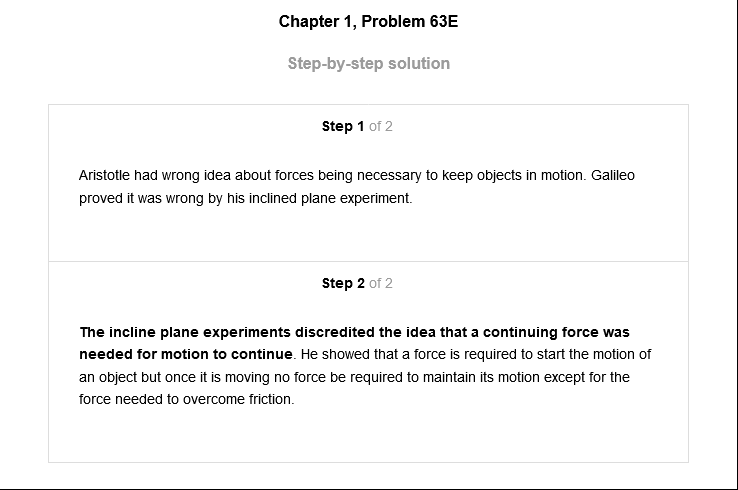 Chapter 1, Problem 63E
Step-by-step solution
Step 1 of 2
Aristotle had wrong idea about forces being necessary to keep objects in motion. Galileo
proved it was wrong by his inclined plane experiment.
Step 2 of 2
The incline plane experiments discredited the idea that a continuing force was
needed for motion to continue. He showed that a force is required to start the motion of
an object but once it is moving no force be required to maintain its motion except for the
force needed to overcome friction.